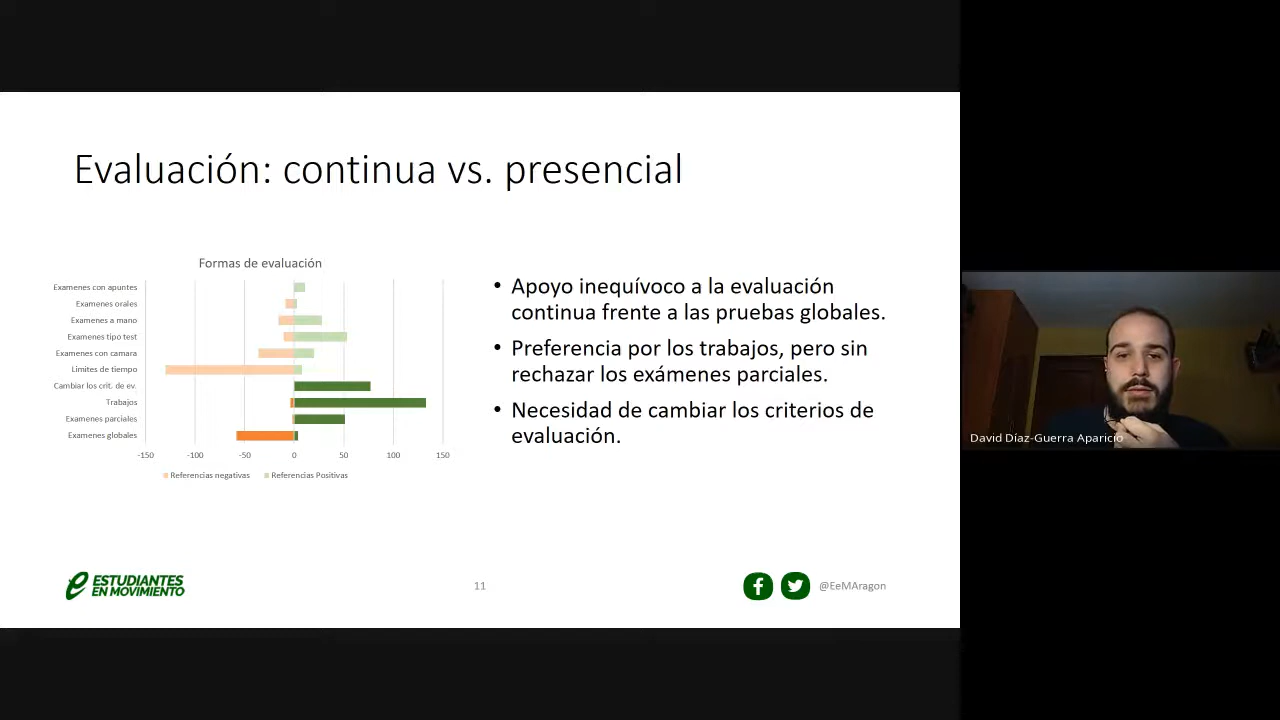 Evaluación: continua vs. presencial
Formas de evaluación
Examenes con apuntes
Examenes orales
Examenes a mano
Examenes tipo test
Examenes con camara
Limites de tiempo
Cambiar los crit. de ev.
Trabajos
Examenes parciales
Examenes globales
-150 -100 -50 0 50 100 150
Referencias negativas Referencias Positivas
• Apoyo inequívoco a la evaluación
continua frente a las pruebas globales.
• Preferencia por los trabajos, pero sin
rechazar los exámenes parciales.
• Necesidad de cambiar los criterios de
evaluación.
David Díaz-Guerra Aparicio
e ESTUDIANTES
EN MOVIMIENTO
11
@EeMAragon